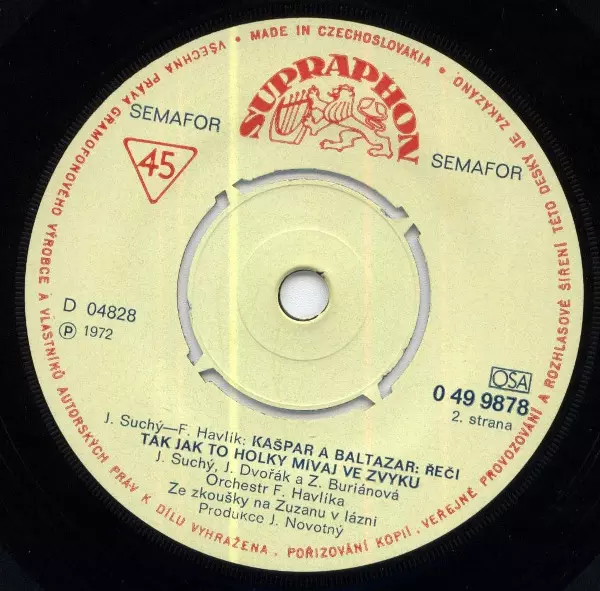 VŠECHNA PRÁVA GRAMOFONOVÉHO VÝROBCE A VLASTNÍKŮ AUTORSKÝCH PRÁV K DÍLU VYHRAŽENA. POŘIZOVÁNÍ KOPIÍ, VEŘEJNÉ PROVOZOVÁNÍ A ROZHLASOVÉ ŠÍŘENÍ TÉTO DESKY JE ZAKÁZÁNO
• MADE IN CZECHOSLOVAKIA •
SUPRAPHON
SEMAFOR
SEMAFOR
45
D 04828
Ⓟ 1972
OSA
0 49 9878
2. strana
J. Suchý—F. Havlík: KAŠPAR A BALTAZAR: ŘEČI
TAK JAK TO HOLKY MÍVAJ VE ZVYKU
J. Suchý, J. Dvořák a Z. Buriánová
Orchestr F. Havlíka
Ze zkoušky na Zuzanu v lázni
Produkce J. Novotný